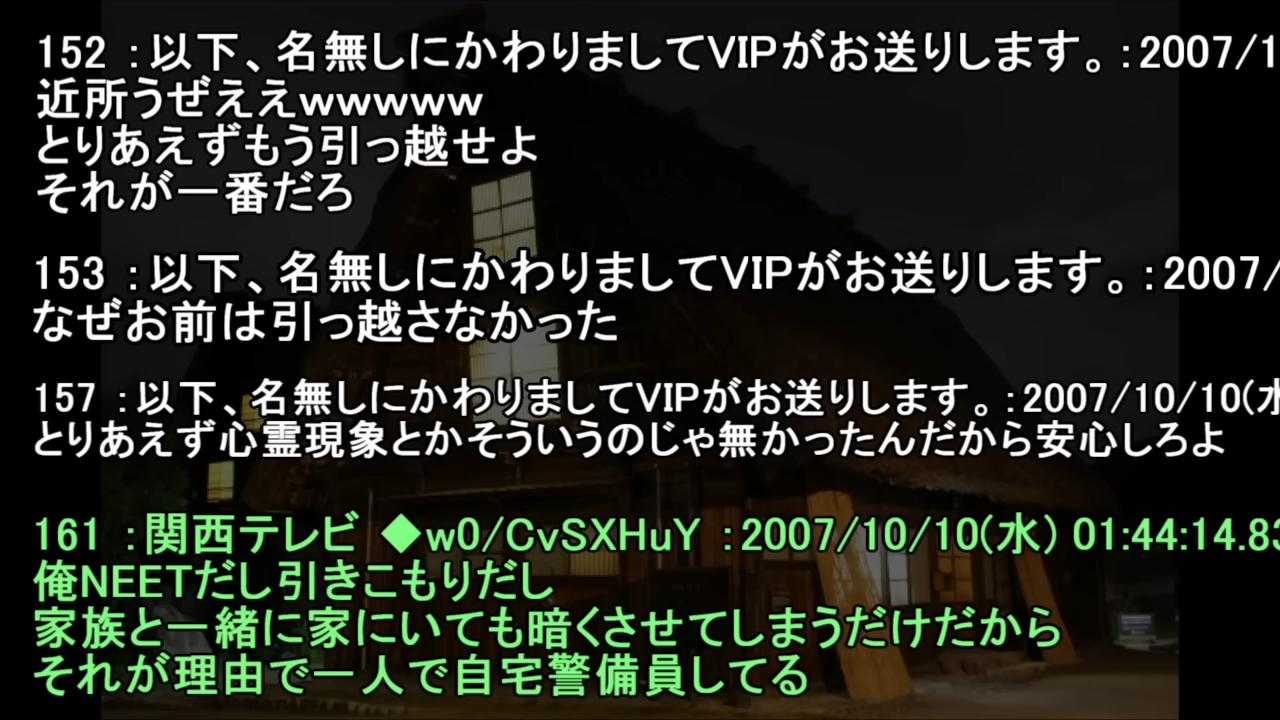 152 ：以下、名無しにかわりましてVIPがお送りします。：2007/1
近所うぜええwwwww
とりあえずもう引っ越せよ
それが一番だろ
153 ：以下、名無しにかわりましてVIPがお送りします。：2007/
なぜお前は引っ越さなかった
157 ：以下、名無しにかわりましてVIPがお送りします。：2007/10/10(水
とりあえず心霊現象とかそういうのじゃ無かったんだから安心しろよ
161 ：関西テレビ ◆w0/CvSXHuY ：2007/10/10(水) 01:44:14.83
俺NEETだし引きこもりだし
家族と一緒に家にいても暗くさせてしまうだけだから
それが理由で一人で自宅警備員してる